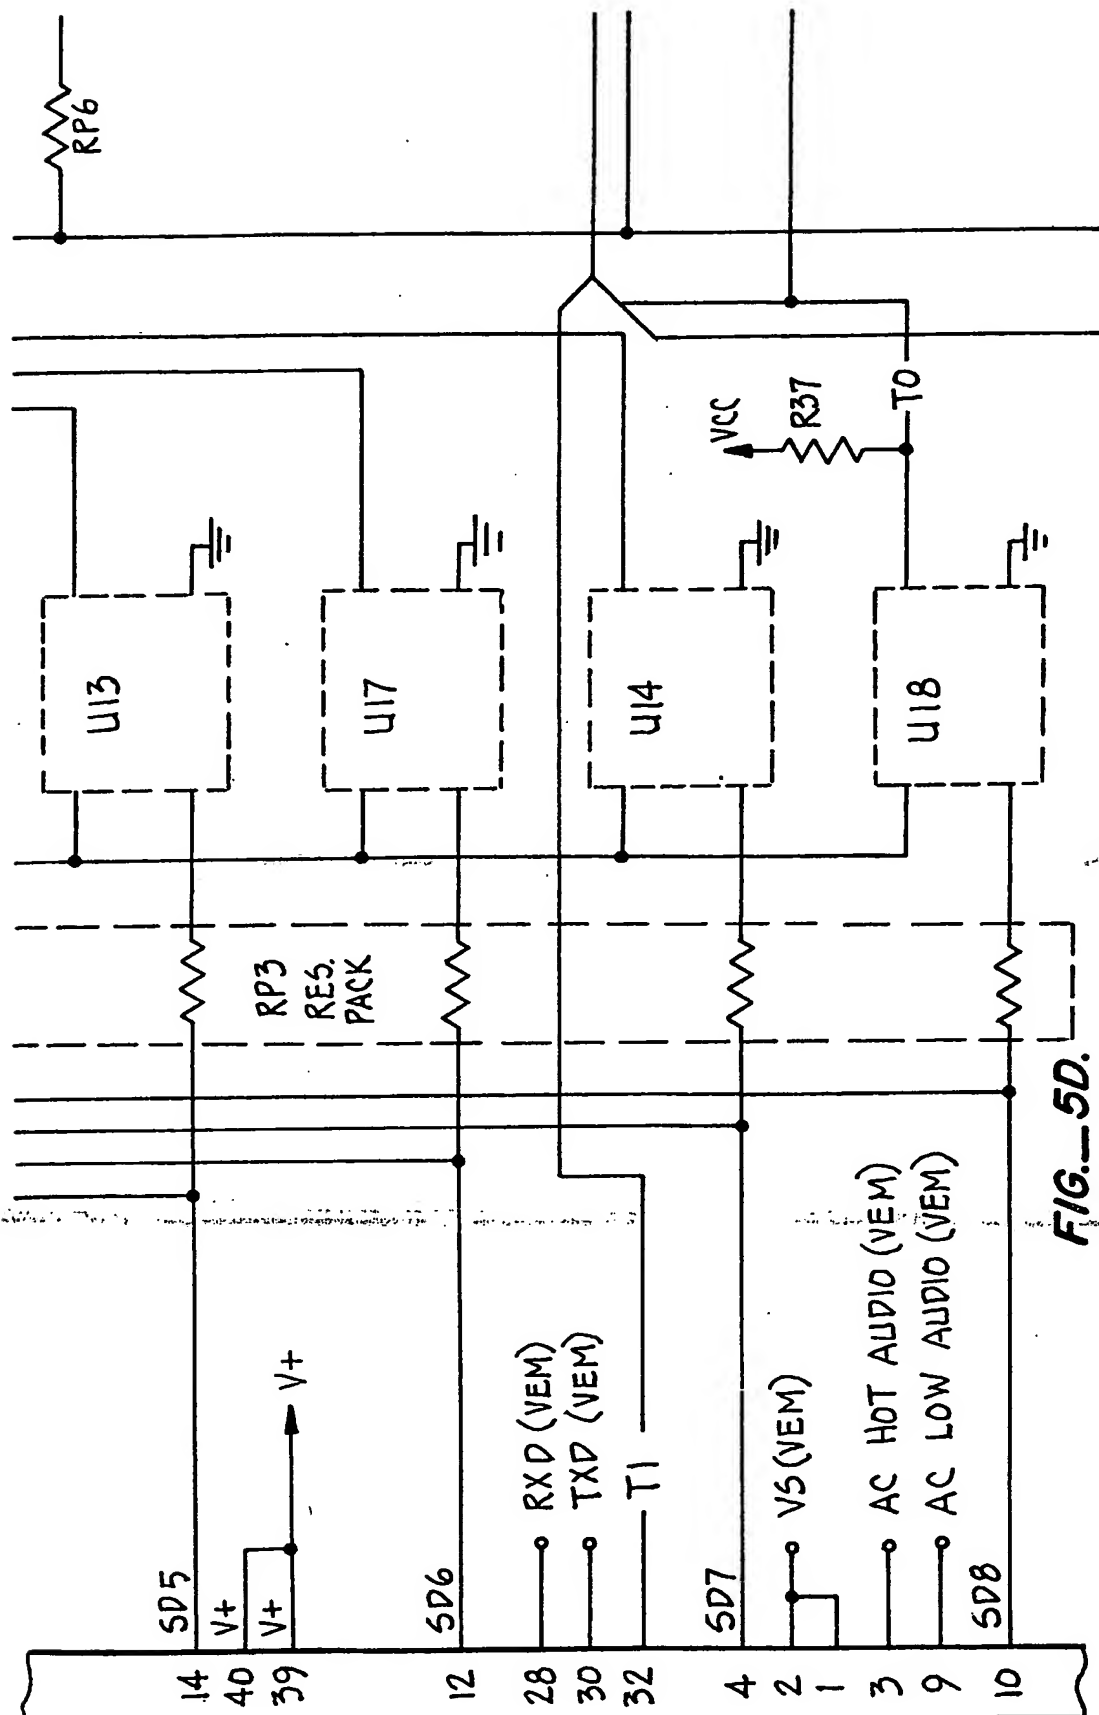 14
SD5
40
V+
39
V+
V+
12
SD6
28
RXD (VEM)
30
TXD (VEM)
32
T1
4
SD7
2
VS (VEM)
1
3
AC HOT AUDIO (VEM)
9
AC LOW AUDIO (VEM)
10
SD8
RP3
RES.
PACK
U13
U17
U14
U18
VCC
R37
TO
RP6
FIG._5D.